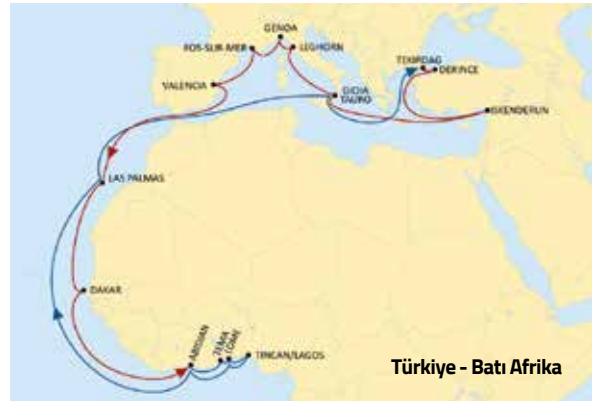 GENOA
FOS-SUR-MER
LEGHORN
TEKIRDAG
DERINCE
VALENCIA
GIOIA
TAURO
ISKENDERUN
LAS PALMAS
DAKAR
ABIDJAN
TEMA
LOME
TINCAN/LAGOS
Türkiye - Batı Afrika